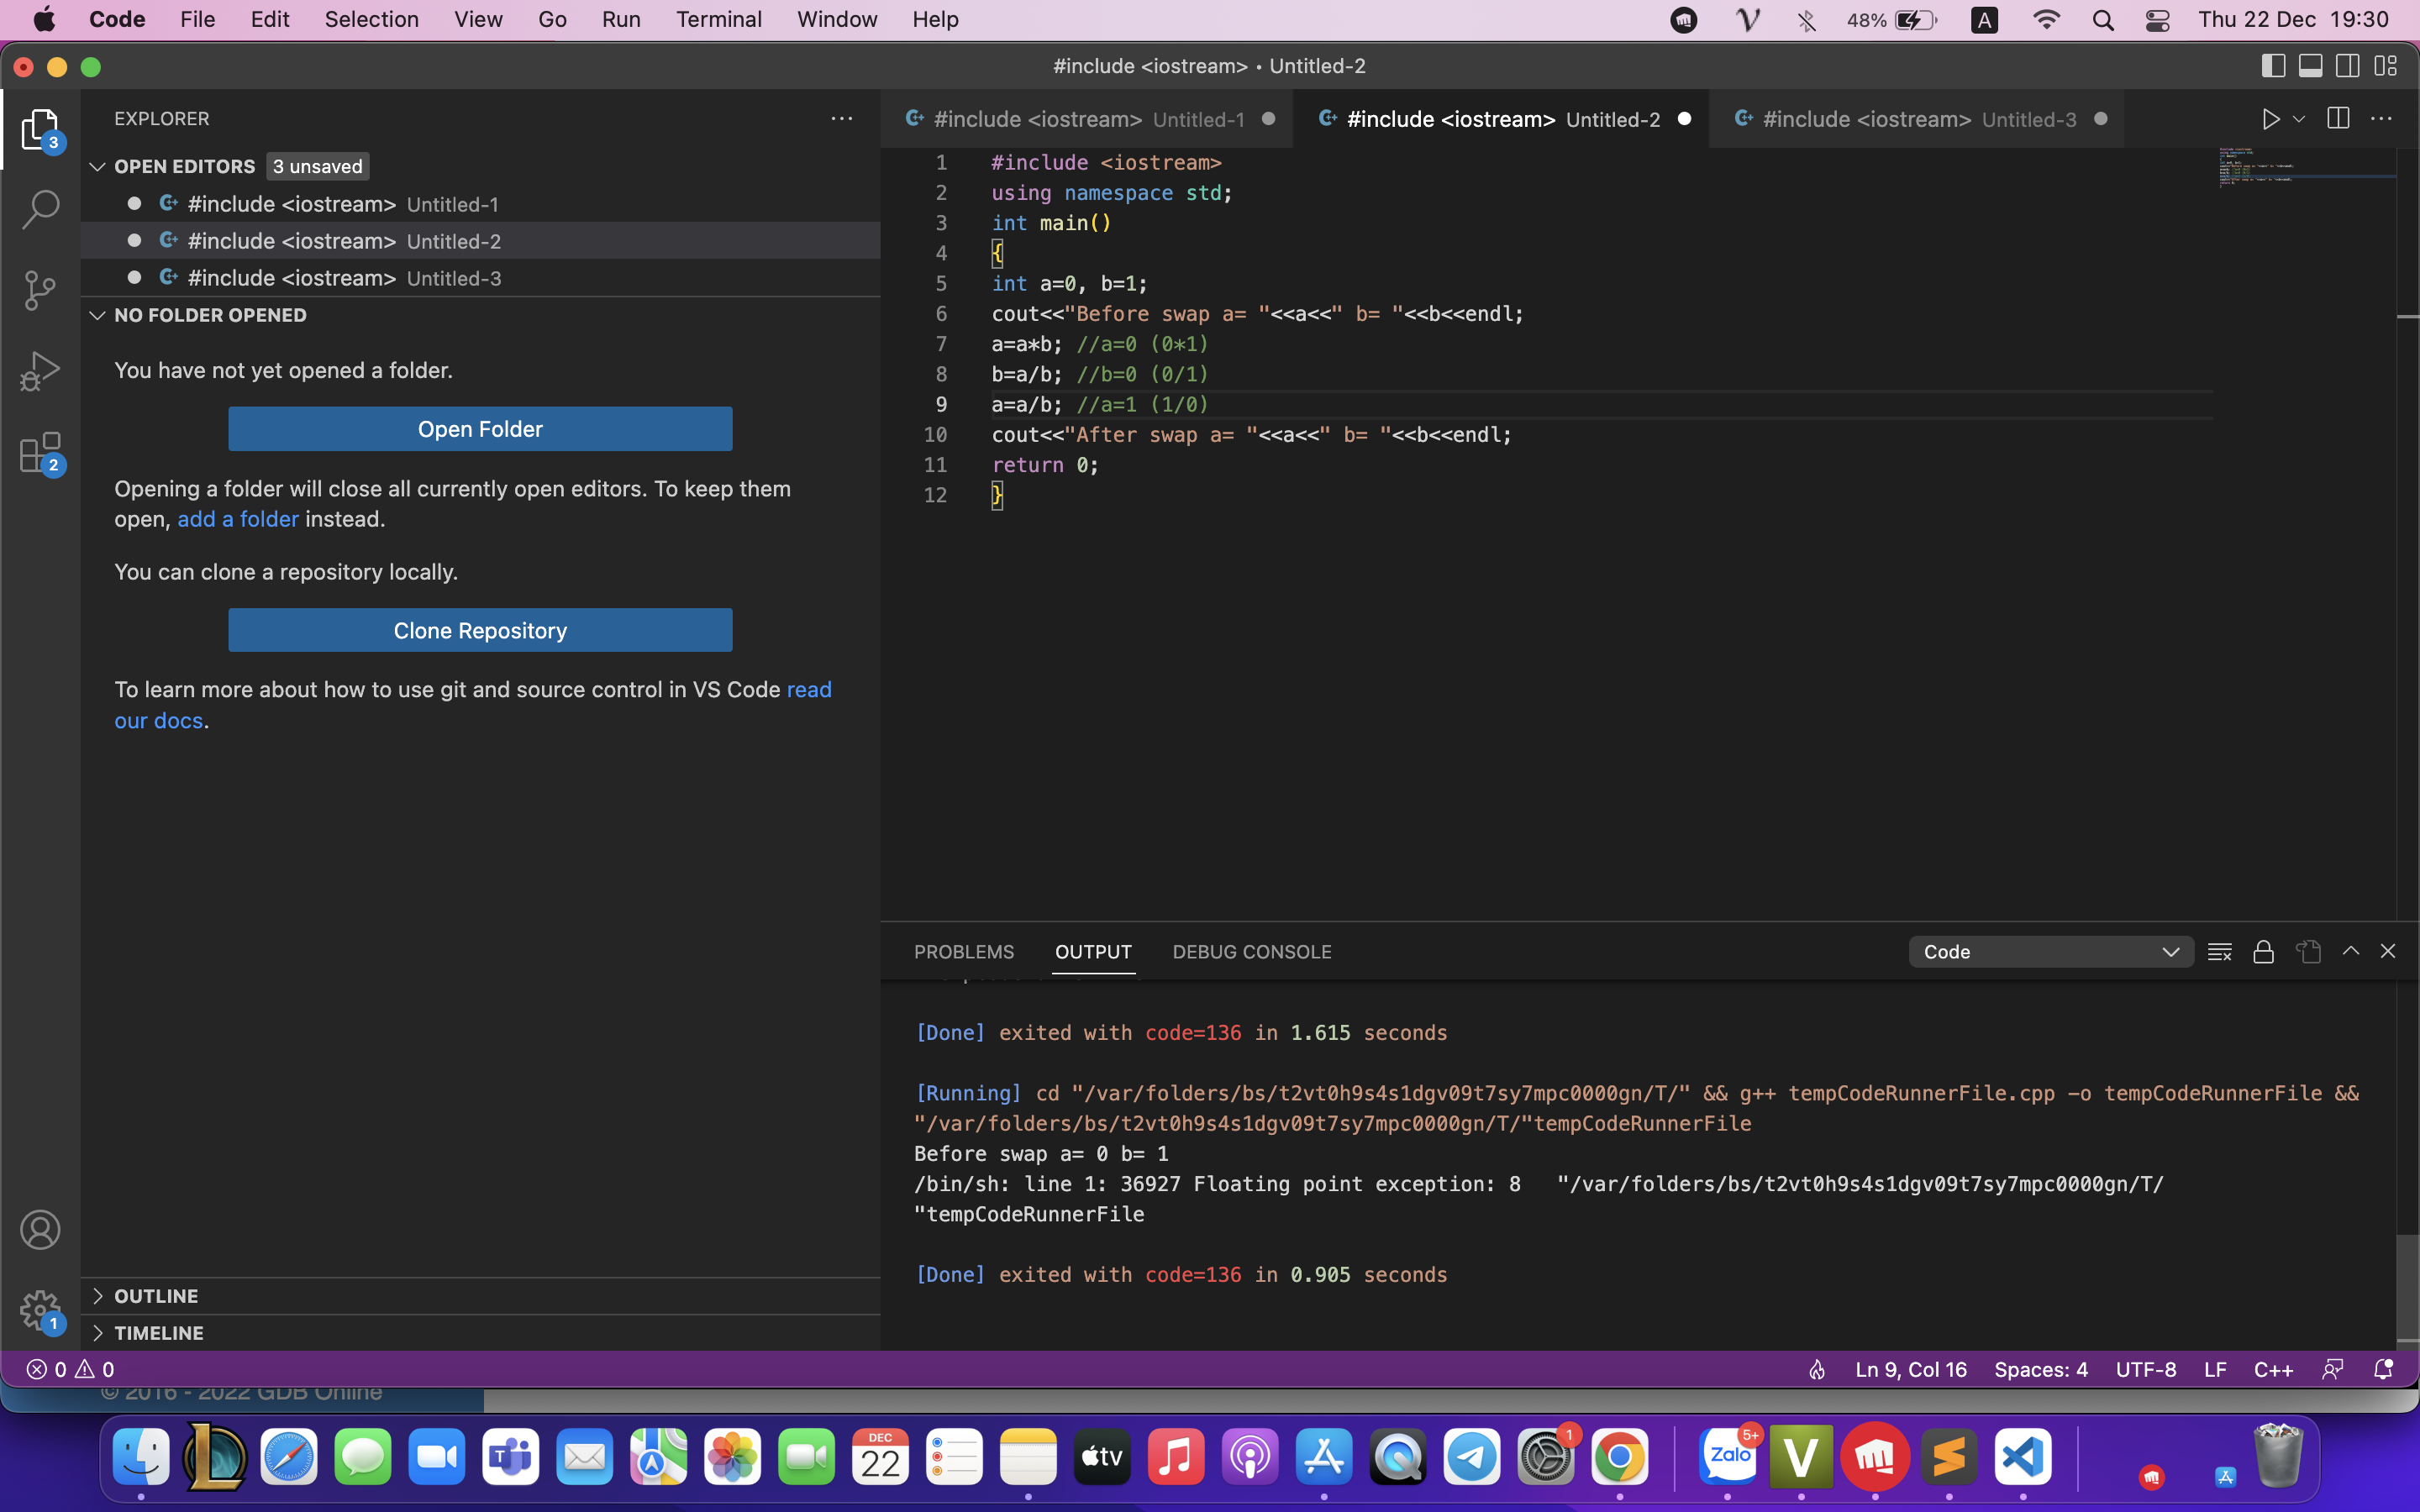 Code File Edit Selection View Go Run Terminal Window Help 48% A Thu 22 Dec 19:30
#include <iostream> • Untitled-2
EXPLORER
OPEN EDITORS 3 unsaved
#include <iostream> Untitled-1
#include <iostream> Untitled-2
#include <iostream> Untitled-3
NO FOLDER OPENED
You have not yet opened a folder.
Open Folder
Opening a folder will close all currently open editors. To keep them
open, add a folder instead.
You can clone a repository locally.
Clone Repository
To learn more about how to use git and source control in VS Code read
our docs.
OUTLINE
TIMELINE
3
2
1
#include <iostream> Untitled-1 #include <iostream> Untitled-2 #include <iostream> Untitled-3
1 #include <iostream>
2 using namespace std;
3 int main()
4 {
5 int a=0, b=1;
6 cout<<"Before swap a= "<<a<<" b= "<<b<<endl;
7 a=a*b; //a=0 (0*1)
8 b=a/b; //b=0 (0/1)
9 a=a/b; //a=1 (1/0)
10 cout<<"After swap a= "<<a<<" b= "<<b<<endl;
11 return 0;
12 }
PROBLEMS OUTPUT DEBUG CONSOLE Code
[Done] exited with code=136 in 1.615 seconds
[Running] cd "/var/folders/bs/t2vt0h9s4s1dgv09t7sy7mpc0000gn/T/" && g++ tempCodeRunnerFile.cpp -o tempCodeRunnerFile &&
"/var/folders/bs/t2vt0h9s4s1dgv09t7sy7mpc0000gn/T/"tempCodeRunnerFile
Before swap a= 0 b= 1
/bin/sh: line 1: 36927 Floating point exception: 8 "/var/folders/bs/t2vt0h9s4s1dgv09t7sy7mpc0000gn/T/
"tempCodeRunnerFile
[Done] exited with code=136 in 0.905 seconds
0 0 Ln 9, Col 16 Spaces: 4 UTF-8 LF C++
© 2016 - 2022 GDB Online
DEC
22
tv
1
Zalo
5+
V